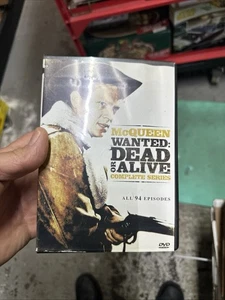 McQUEEN
WANTED:
DEAD
OR
ALIVE
COMPLETE SERIES
ALL 94 EPISODES
DVD